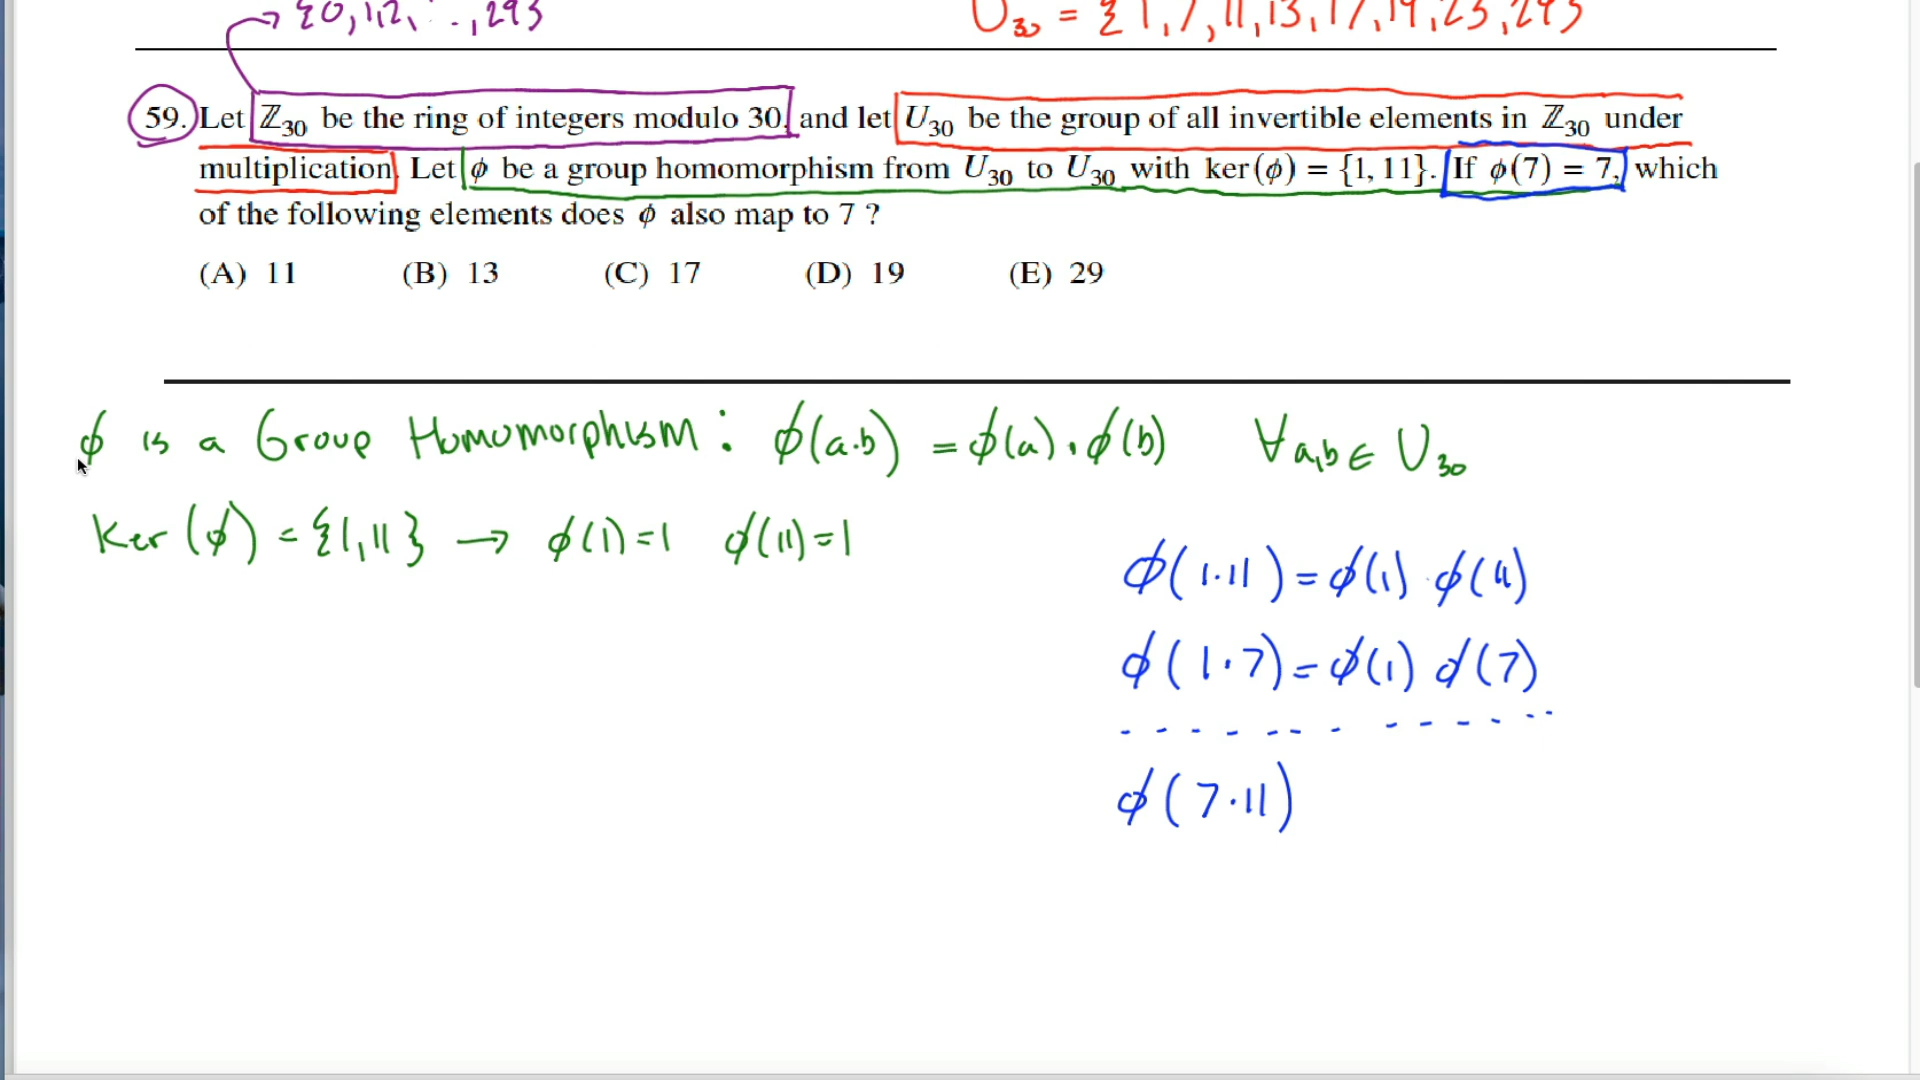 → {0,1,2, . . . ,29}
U₃₀ = {1,7,11,13,17,19,23,29}
59. Let ℤ₃₀ be the ring of integers modulo 30, and let U₃₀ be the group of all invertible elements in ℤ₃₀ under
multiplication. Let ϕ be a group homomorphism from U₃₀ to U₃₀ with ker(ϕ) = {1, 11}. If ϕ(7) = 7, which
of the following elements does ϕ also map to 7 ?
(A) 11 (B) 13 (C) 17 (D) 19 (E) 29
ϕ is a Group Homomorphism : ϕ(a·b) = ϕ(a)·ϕ(b) ∀a,b∈ U₃₀
Ker (ϕ) = {1,11} → ϕ(1)=1 ϕ(11)=1
ϕ(1·11)=ϕ(1)·ϕ(11)
ϕ(1·7)=ϕ(1) ϕ(7)
- - - - - - - - - - - - -
ϕ(7·11)